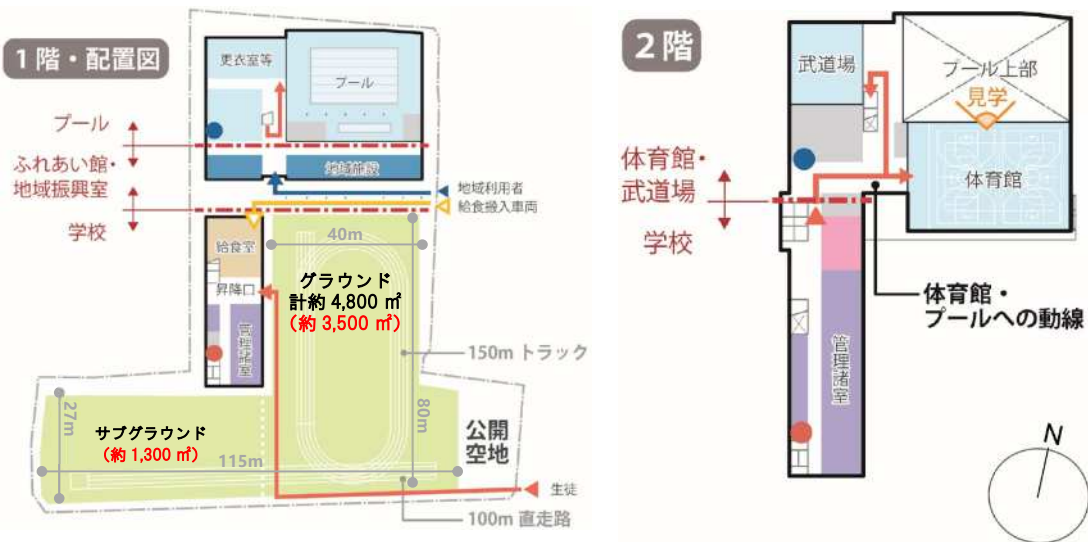 1階・配置図
更衣室等
プール
プール
ふれあい館・
地域振興室
学校
地域施設
地域利用者
給食搬入車両
給食室
昇降口
管理諸室
40m
グラウンド
計約 4,800 ㎡
(約 3,500 ㎡)
150m トラック
80m
27m
サブグラウンド
(約 1,300 ㎡)
115m
公開
空地
生徒
100m 直走路
2階
武道場
プール上部
見学
体育館
体育館・
武道場
学校
体育館・
プールへの動線
管理諸室
N